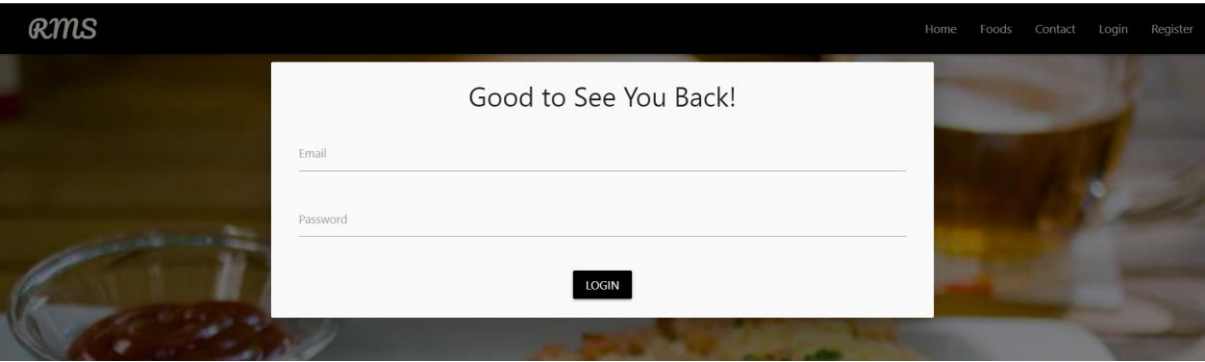 RMS
Home Foods Contact Login Register
Good to See You Back!
Email
Password
LOGIN